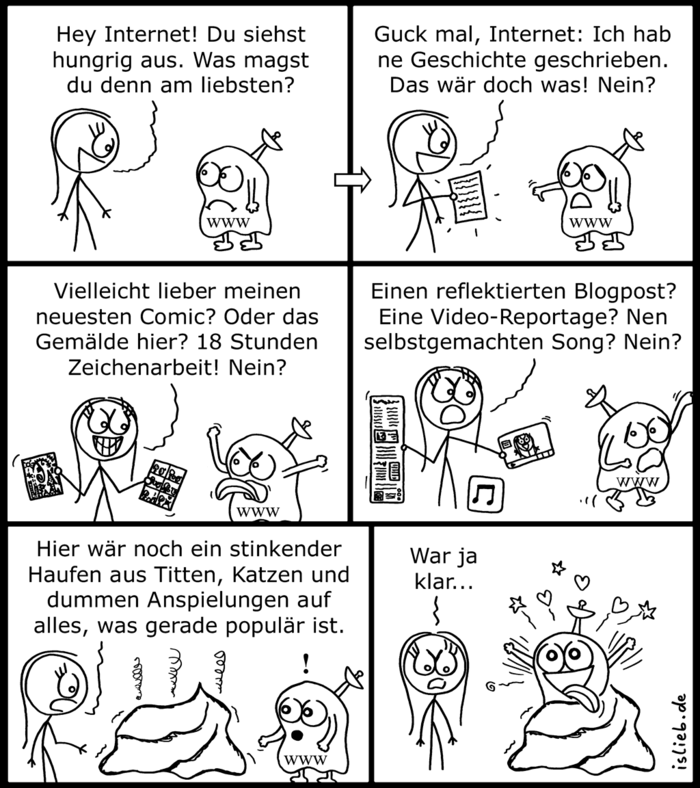 Hey Internet! Du siehst
hungrig aus. Was magst
du denn am liebsten?
WWW
Guck mal, Internet: Ich hab
ne Geschichte geschrieben.
Das wär doch was! Nein?
WWW
Vielleicht lieber meinen
neuesten Comic? Oder das
Gemälde hier? 18 Stunden
Zeichenarbeit! Nein?
WWW
Einen reflektierten Blogpost?
Eine Video-Reportage? Nen
selbstgemachten Song? Nein?
WWW
Hier wär noch ein stinkender
Haufen aus Titten, Katzen und
dummen Anspielungen auf
alles, was gerade populär ist.
!
WWW
War ja
klar...
islieb.de